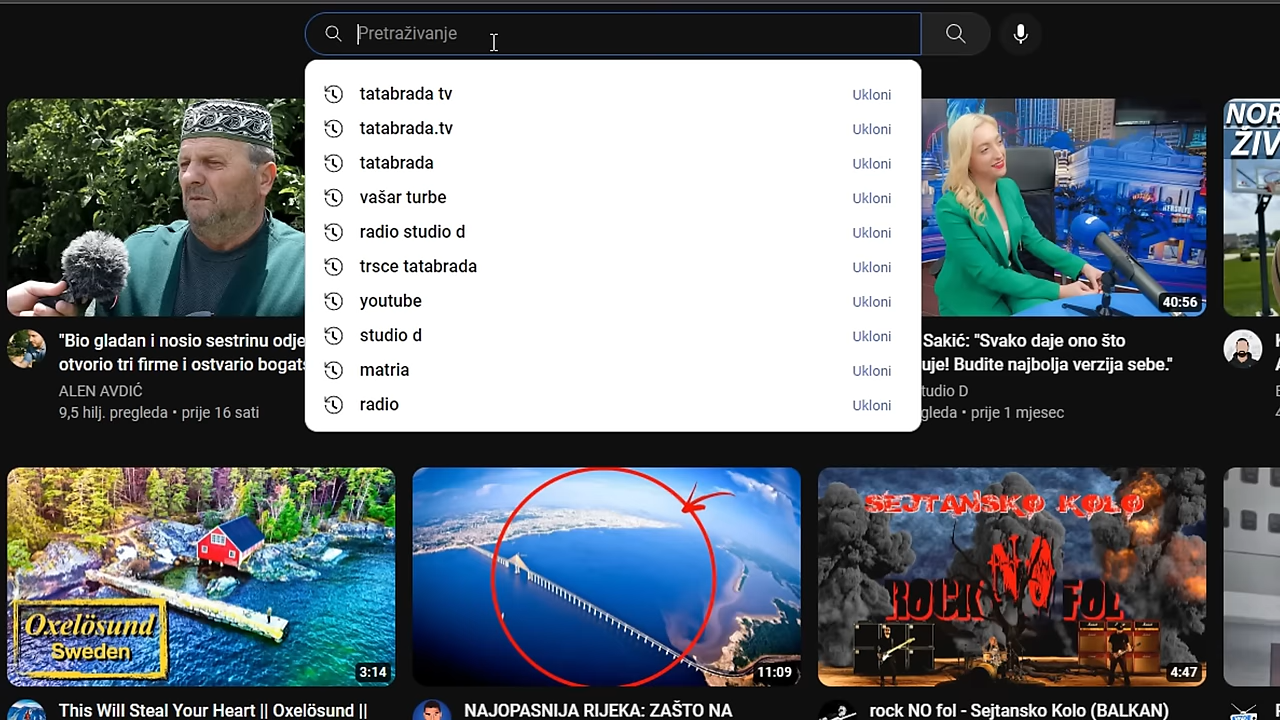 Pretraživanje
tatabrada tv
Ukloni
tatabrada.tv
Ukloni
tatabrada
Ukloni
vašar turbe
Ukloni
radio studio d
Ukloni
trsce tatabrada
Ukloni
youtube
Ukloni
studio d
Ukloni
matria
Ukloni
radio
Ukloni
"Bio gladan i nosio sestrinu odje
otvorio tri firme i ostvario bogats
ALEN AVDIĆ
9,5 hilj. pregleda • prije 16 sati
40:56
Sakić: "Svako daje ono što
uje! Budite najbolja verzija sebe."
tudio D
gleda • prije 1 mjesec
NOR
ŽIV
Oxelösund
Sweden
3:14
This Will Steal Your Heart || Oxelösund ||
11:09
NAJOPASNIJA RIJEKA: ZAŠTO NA
SEJTANSKO KOLO
ROCK NO FOL
4:47
rock NO fol - Sejtansko Kolo (BALKAN)